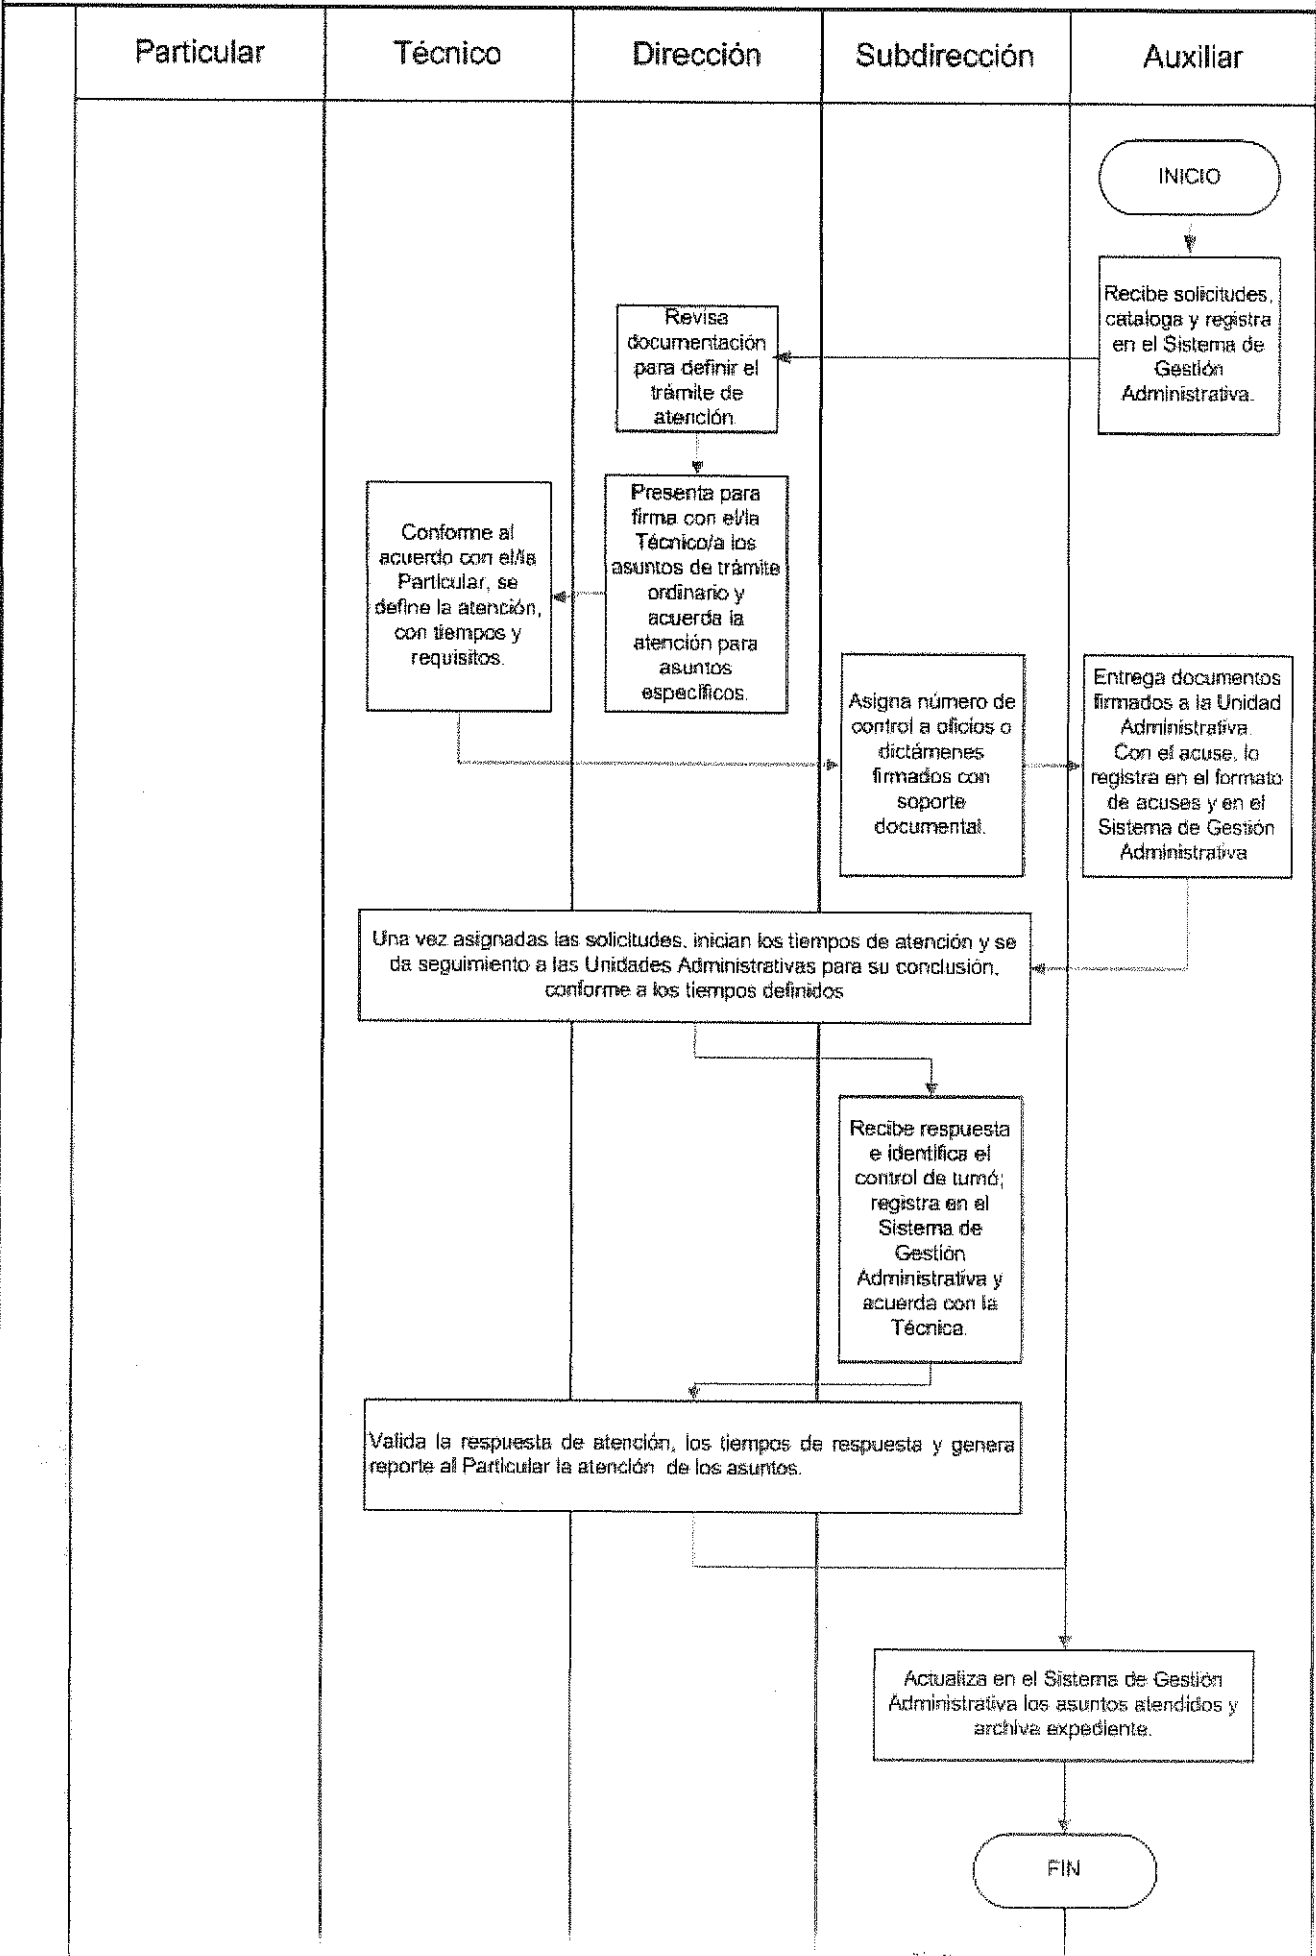 Particular
Técnico
Dirección
Subdirección
Auxiliar
INICIO
Recibe solicitudes,
cataloga y registra
en el Sistema de
Gestión
Administrativa.
Revisa
documentación
para definir el
trámite de
atención.
Presenta para
firma con el/la
Técnico/a los
asuntos de trámite
ordinario y
acuerda la
atención para
asuntos
específicos.
Conforme al
acuerdo con el/la
Particular, se
define la atención,
con tiempos y
requisitos.
Asigna número de
control a oficios o
dictámenes
firmados con
soporte
documental.
Entrega documentos
firmados a la Unidad
Administrativa.
Con el acuse, lo
registra en el formato
de acuses y en el
Sistema de Gestión
Administrativa
Una vez asignadas las solicitudes, inician los tiempos de atención y se
da seguimiento a las Unidades Administrativas para su conclusión,
conforme a los tiempos definidos
Recibe respuesta
e identifica el
control de turnó;
registra en el
Sistema de
Gestión
Administrativa y
acuerda con la
Técnica.
Valida la respuesta de atención, los tiempos de respuesta y genera
reporte al Particular la atención de los asuntos.
Actualiza en el Sistema de Gestión
Administrativa los asuntos atendidos y
archiva expediente.
FIN